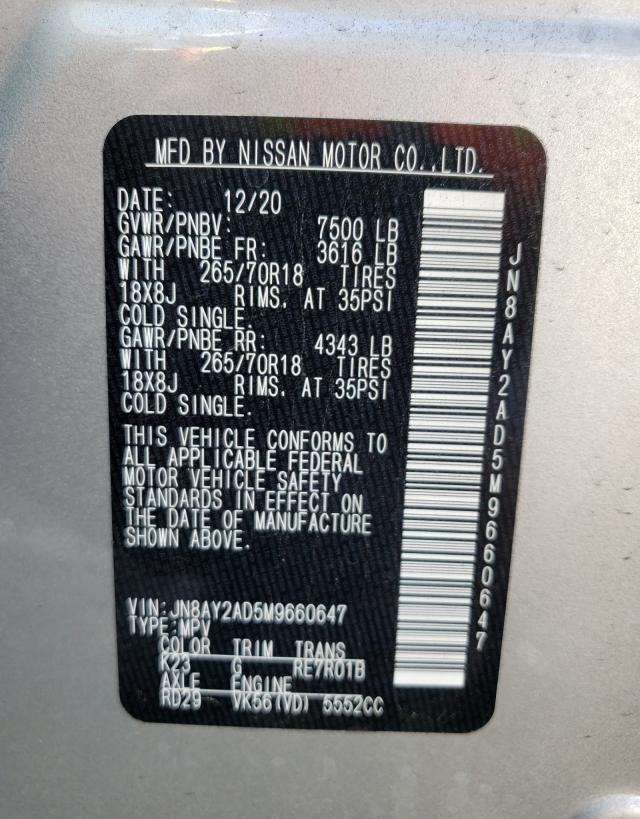 MFD BY NISSAN MOTOR CO.,LTD.
DATE: 12/20
GVWR/PNBV: 7500 LB
GAWR/PNBE FR: 3616 LB
WITH 265/70R18 TIRES
18X8J RIMS, AT 35PSI
COLD SINGLE.
GAWR/PNBE RR: 4343 LB
WITH 265/70R18 TIRES
18X8J RIMS, AT 35PSI
COLD SINGLE.
THIS VEHICLE CONFORMS TO
ALL APPLICABLE FEDERAL
MOTOR VEHICLE SAFETY
STANDARDS IN EFFECT ON
THE DATE OF MANUFACTURE
SHOWN ABOVE.
VIN:JN8AY2AD5M9660647
TYPE:MPV
COLOR TRIM TRANS
K23 G RE7R01B
AXLE ENGINE
RD29 VK56(VD) 5552CC
JN8AY2AD5M9660647